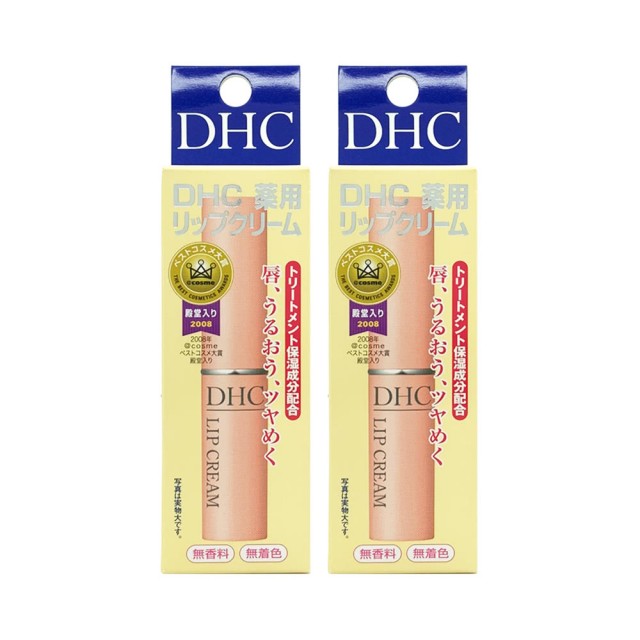 DHC
DHC 薬用
リップクリーム
ベストコスメ大賞
@cosme
THE BEST COSMETICS AWARDS
殿堂入り
2008
2008年
@cosme
ベストコスメ大賞
殿堂入り
トリートメント保湿成分配合
唇、うるおう、ツヤめく
DHC
LIP CREAM
写真は実物大です。
無香料
無着色
DHC
DHC 薬用
リップクリーム
ベストコスメ大賞
@cosme
THE BEST COSMETICS AWARDS
殿堂入り
2008
2008年
@cosme
ベストコスメ大賞
殿堂入り
トリートメント保湿成分配合
唇、うるおう、ツヤめく
DHC
LIP CREAM
写真は実物大です。
無香料
無着色